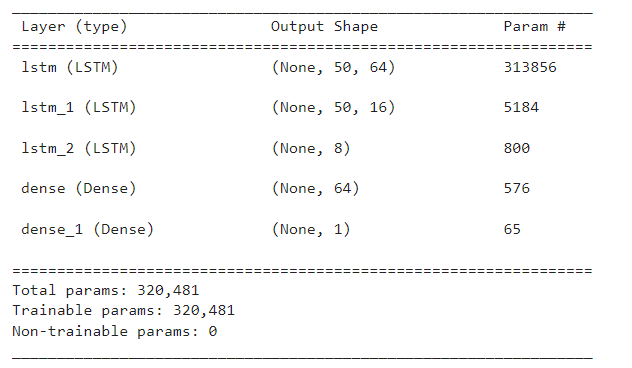 Layer (type) Output Shape Param #
lstm (LSTM) (None, 50, 64) 313856
lstm_1 (LSTM) (None, 50, 16) 5184
lstm_2 (LSTM) (None, 8) 800
dense (Dense) (None, 64) 576
dense_1 (Dense) (None, 1) 65
Total params: 320,481
Trainable params: 320,481
Non-trainable params: 0